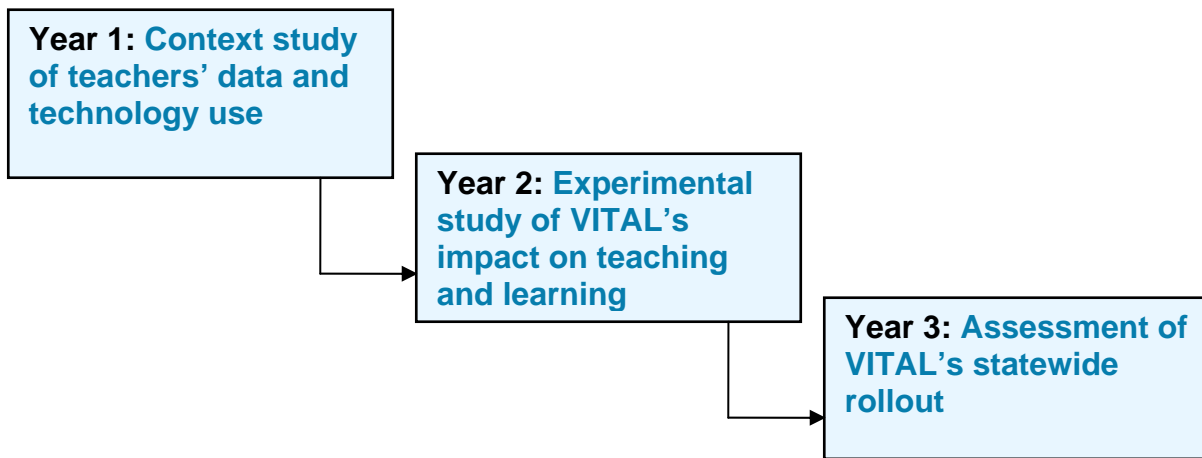 Year 1: Context study
of teachers’ data and
technology use
Year 2: Experimental
study of VITAL’s
impact on teaching
and learning
Year 3: Assessment of
VITAL’s statewide
rollout